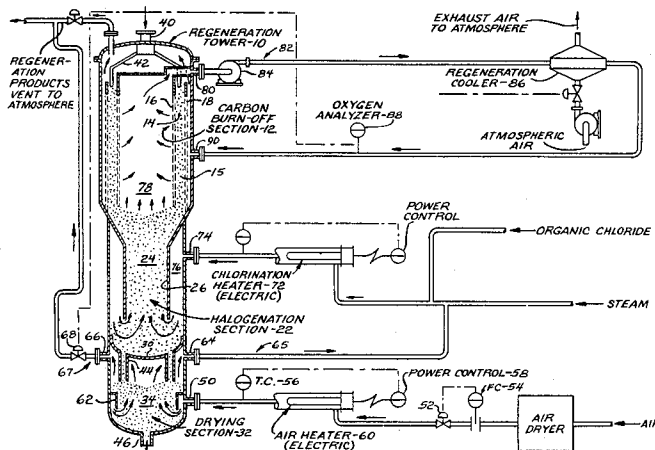 40
REGENERATION
TOWER-10
42
REGENER-
ATION
PRODUCTS
VENT TO
ATMOSPHERE
EXHAUST AIR
TO ATMOSPHERE
82
84
80
REGENERATION
COOLER-86
16
18
14
CARBON
BURN-OFF
SECTION-12
OXYGEN
ANALYZER-88
ATMOSPHERIC
AIR
90
15
78
74
POWER
CONTROL
ORGANIC CHLORIDE
24
76
26
CHLORINATION
HEATER-72
(ELECTRIC)
STEAM
HALOGENATION
SECTION-22
30
68
66
64
65
67
44
T.C.-56
POWER CONTROL-58
FC-54
50
62
34
52
AIR
DRYER
AIR
DRYING
SECTION-32
AIR HEATER-60
(ELECTRIC)
46